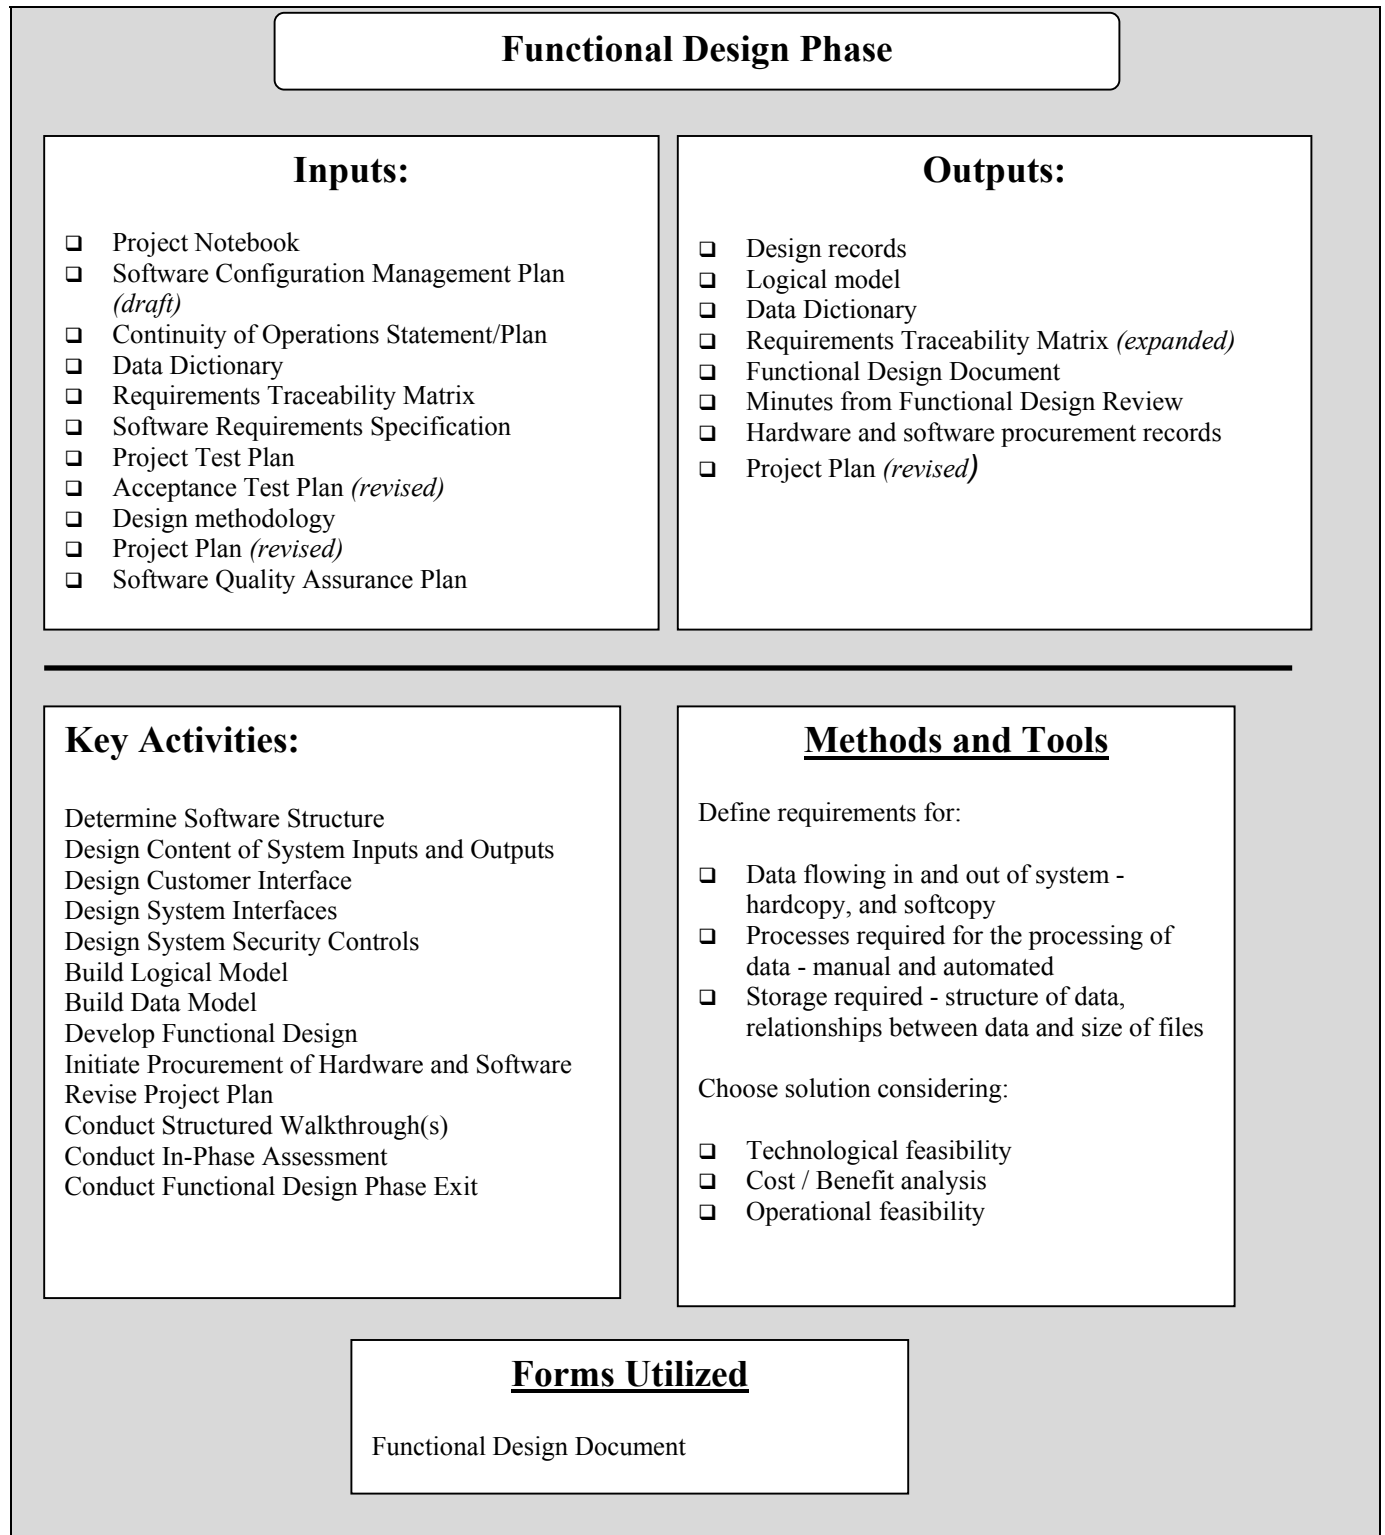 Functional Design Phase
Inputs:
❑ Project Notebook
❑ Software Configuration Management Plan
(draft)
❑ Continuity of Operations Statement/Plan
❑ Data Dictionary
❑ Requirements Traceability Matrix
❑ Software Requirements Specification
❑ Project Test Plan
❑ Acceptance Test Plan (revised)
❑ Design methodology
❑ Project Plan (revised)
❑ Software Quality Assurance Plan
Outputs:
❑ Design records
❑ Logical model
❑ Data Dictionary
❑ Requirements Traceability Matrix (expanded)
❑ Functional Design Document
❑ Minutes from Functional Design Review
❑ Hardware and software procurement records
❑ Project Plan (revised)
Key Activities:
Determine Software Structure
Design Content of System Inputs and Outputs
Design Customer Interface
Design System Interfaces
Design System Security Controls
Build Logical Model
Build Data Model
Develop Functional Design
Initiate Procurement of Hardware and Software
Revise Project Plan
Conduct Structured Walkthrough(s)
Conduct In-Phase Assessment
Conduct Functional Design Phase Exit
Methods and Tools
Define requirements for:
❑ Data flowing in and out of system -
hardcopy, and softcopy
❑ Processes required for the processing of
data - manual and automated
❑ Storage required - structure of data,
relationships between data and size of files
Choose solution considering:
❑ Technological feasibility
❑ Cost / Benefit analysis
❑ Operational feasibility
Forms Utilized
Functional Design Document